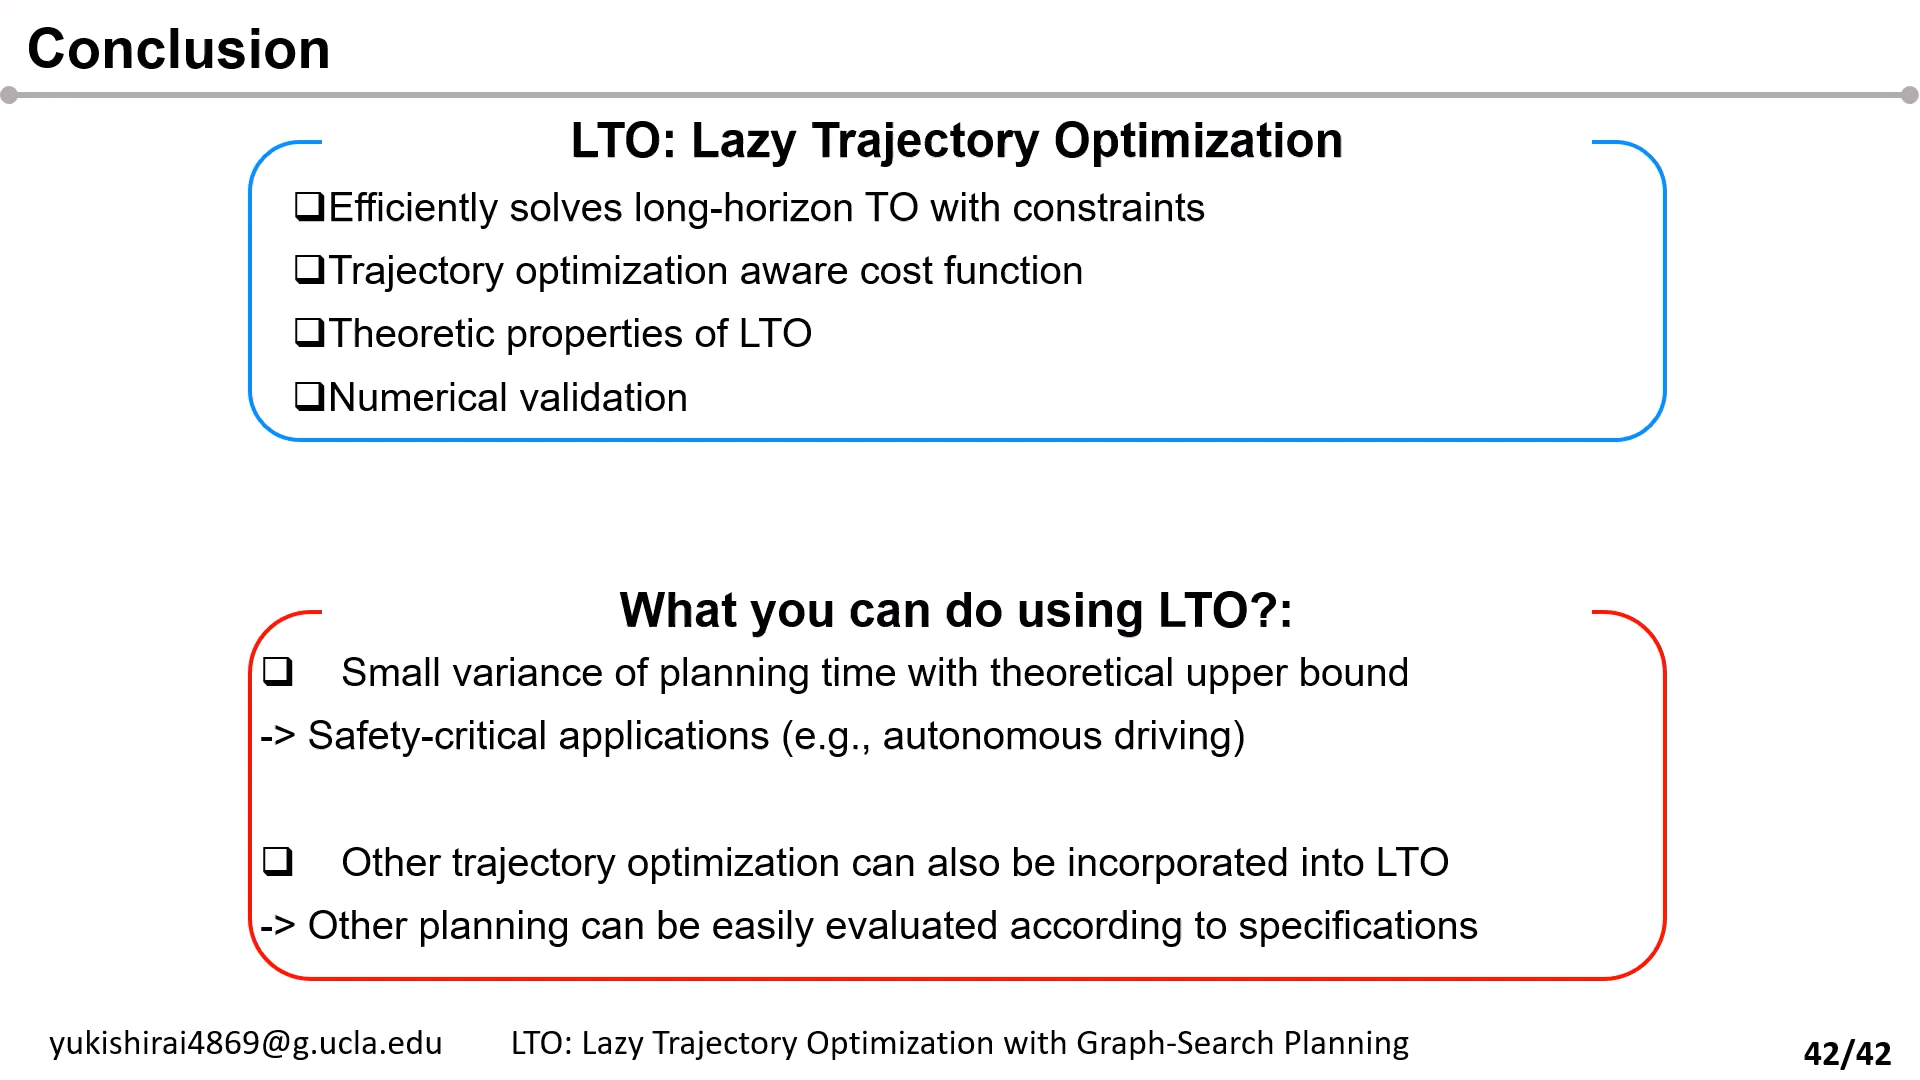 Conclusion
LTO: Lazy Trajectory Optimization
❑Efficiently solves long-horizon TO with constraints
❑Trajectory optimization aware cost function
❑Theoretic properties of LTO
❑Numerical validation
What you can do using LTO?:
❑ Small variance of planning time with theoretical upper bound
-> Safety-critical applications (e.g., autonomous driving)
❑ Other trajectory optimization can also be incorporated into LTO
-> Other planning can be easily evaluated according to specifications
yukishirai4869@g.ucla.edu LTO: Lazy Trajectory Optimization with Graph-Search Planning 42/42